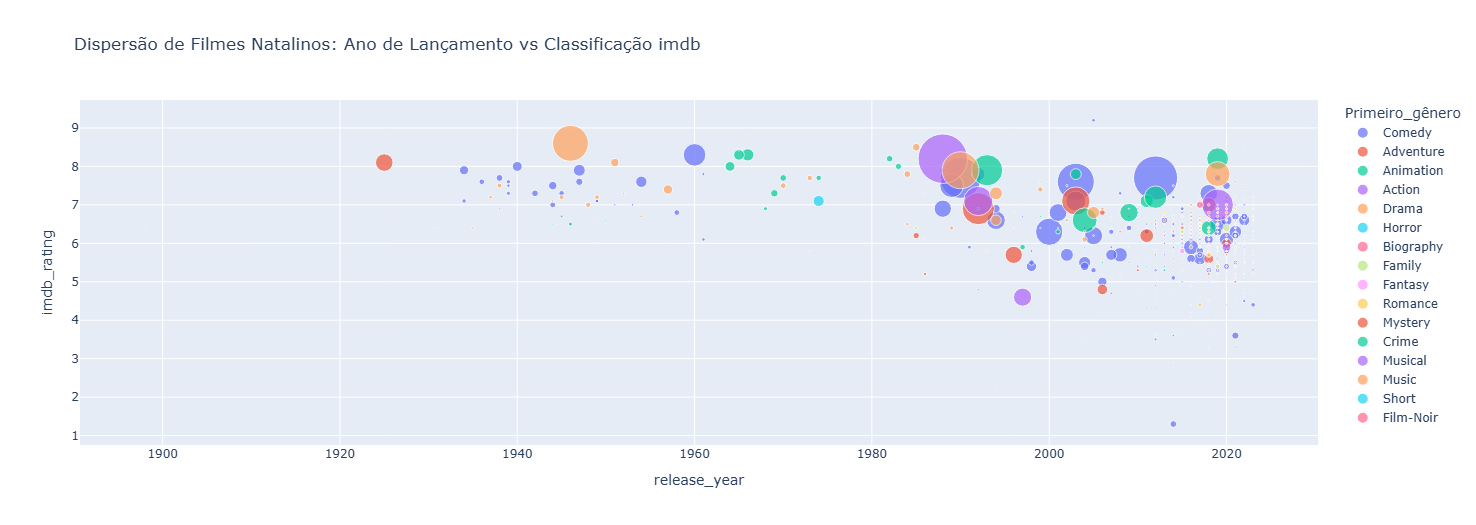 Dispersão de Filmes Natalinos: Ano de Lançamento vs Classificação imdb
Primeiro_gênero
Comedy
Adventure
Animation
Action
Drama
Horror
Biography
Family
Fantasy
Romance
Mystery
Crime
Musical
Music
Short
Film-Noir
imdb_rating
9
8
7
6
5
4
3
2
1
1900
1920
1940
1960
1980
2000
2020
release_year